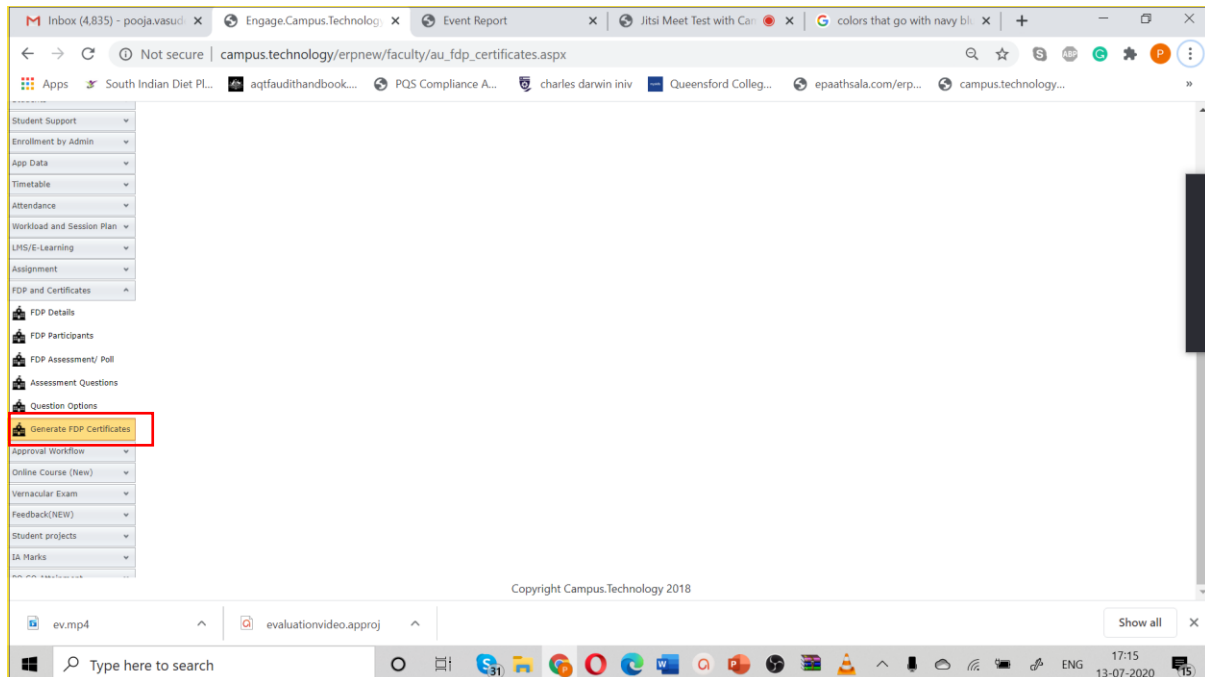 Inbox (4,835) - pooja.vasud
Engage.Campus.Technolog
Event Report
Jitsi Meet Test with Can
colors that go with navy bl
Not secure | campus.technology/erpnew/faculty/au_fdp_certificates.aspx
S
ABP
G
P
Apps
South Indian Diet Pl...
aqtfaudithandbook....
PQS Compliance A...
charles darwin iniv
Queensford Colleg...
epaathsala.com/erp...
campus.technology...
»
Student Support
Enrollment by Admin
App Data
Timetable
Attendance
Workload and Session Plan
LMS/E-Learning
Assignment
FDP and Certificates
FDP Details
FDP Participants
FDP Assessment/ Poll
Assessment Questions
Question Options
Generate FDP Certificates
Approval Workflow
Online Course (New)
Vernacular Exam
Feedback(NEW)
Student projects
IA Marks
Copyright Campus.Technology 2018
ev.mp4
evaluationvideo.approj
Show all
Type here to search
31
ENG
17:15
13-07-2020
15